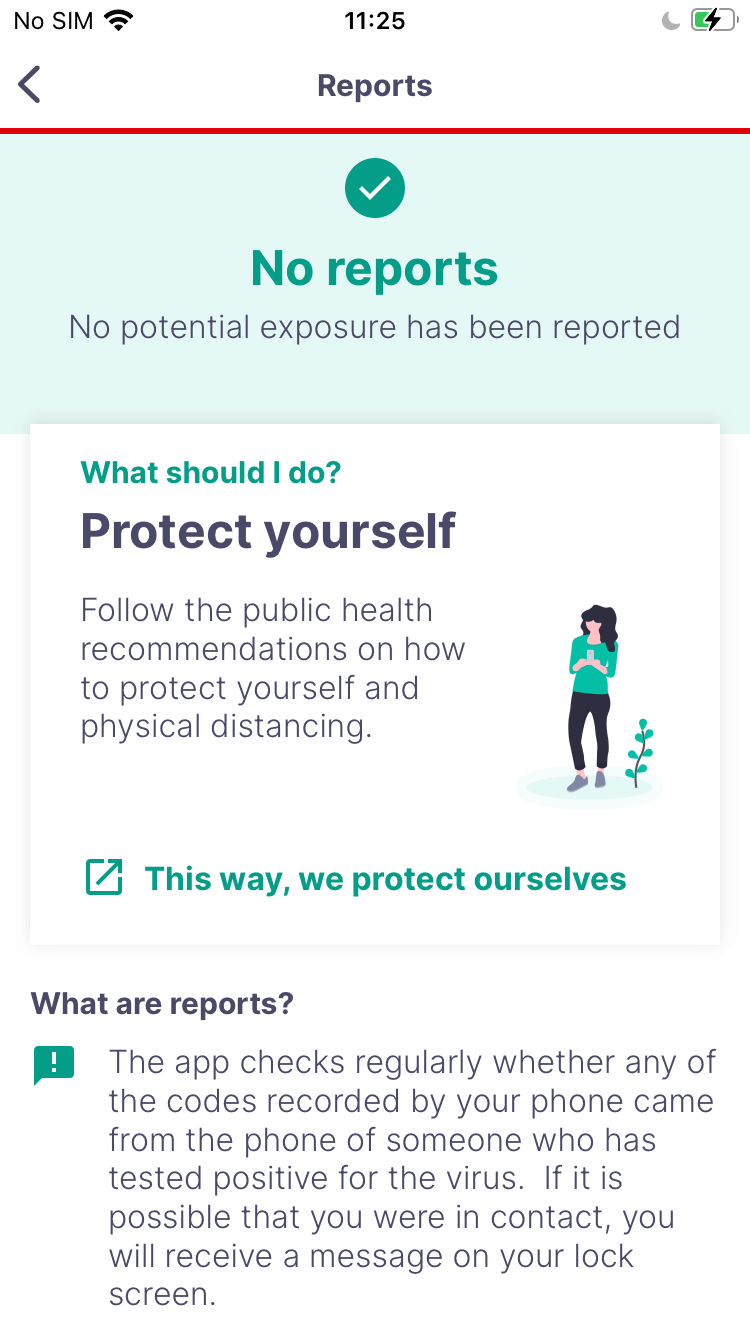 No SIM 11:25
Reports
No reports
No potential exposure has been reported
What should I do?
Protect yourself
Follow the public health
recommendations on how
to protect yourself and
physical distancing.
This way, we protect ourselves
What are reports?
The app checks regularly whether any of
the codes recorded by your phone came
from the phone of someone who has
tested positive for the virus.  If it is
possible that you were in contact, you
will receive a message on your lock
screen.